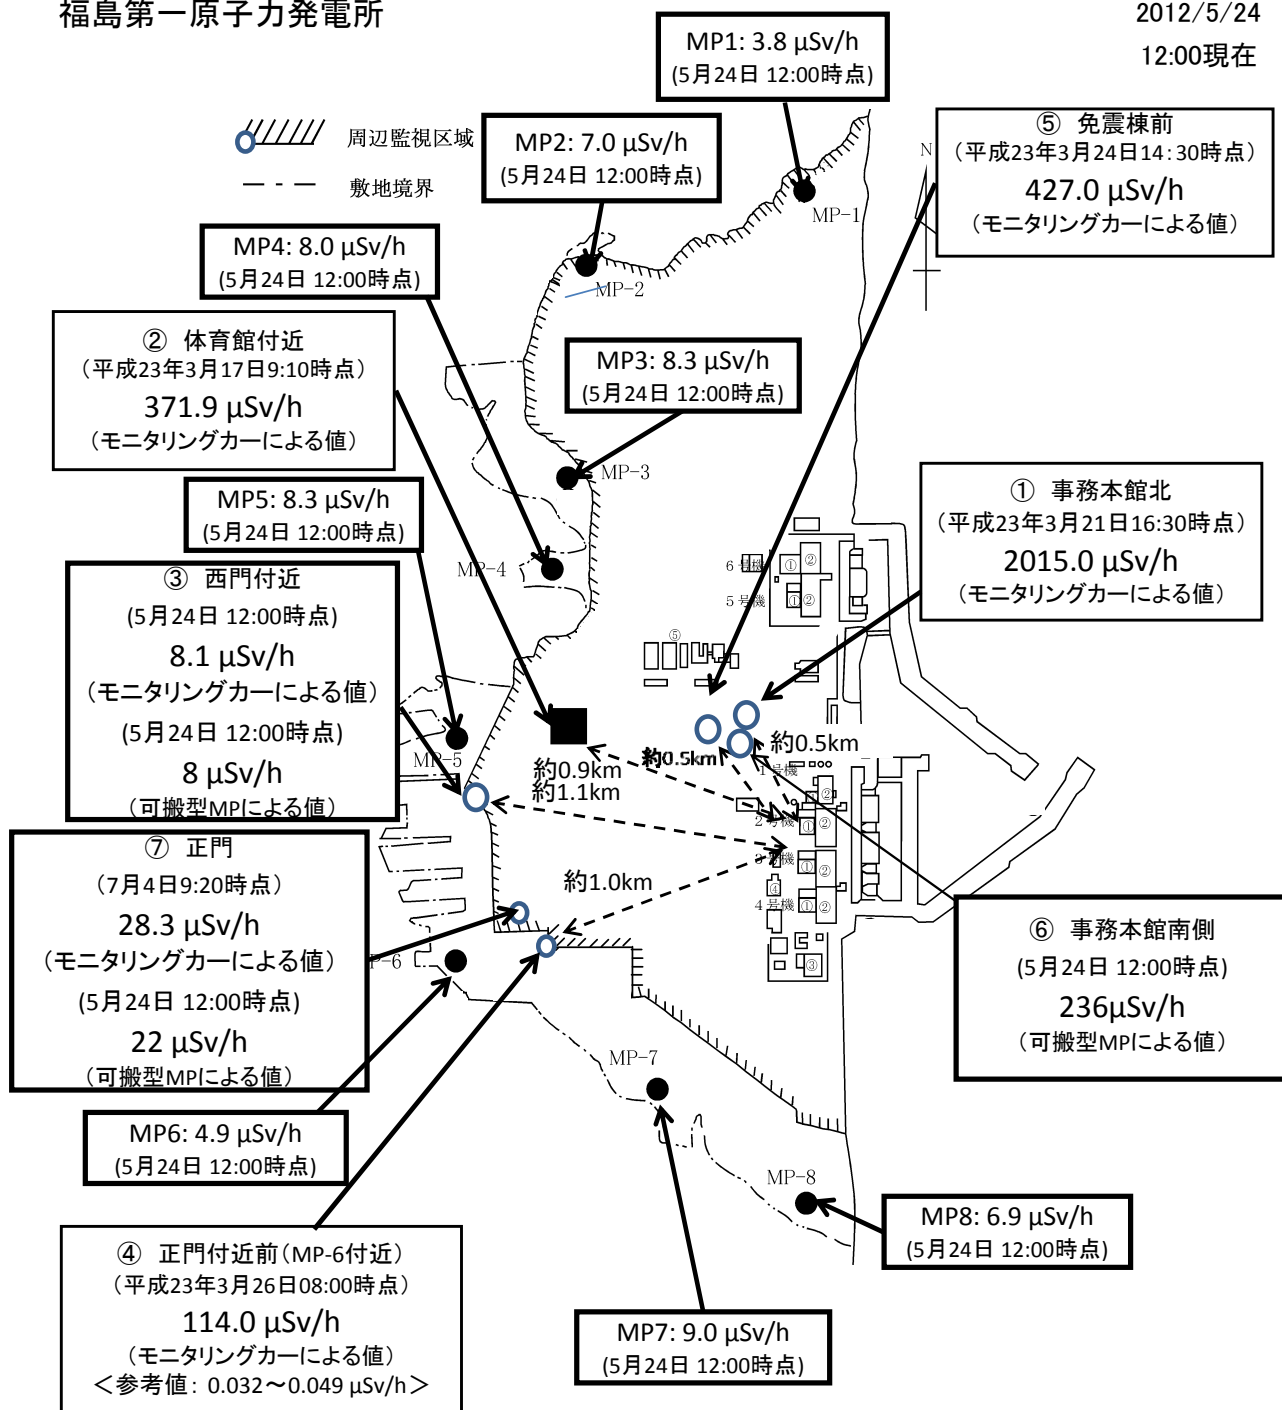 福島第一原子力発電所
2012/5/24
12:00現在
周辺監視区域
敷地境界
MP1: 3.8 μSv/h
(5月24日 12:00時点)
MP2: 7.0 μSv/h
(5月24日 12:00時点)
⑤ 免震棟前
(平成23年3月24日14:30時点)
427.0 μSv/h
(モニタリングカーによる値)
N
MP-1
MP4: 8.0 μSv/h
(5月24日 12:00時点)
MP-2
② 体育館付近
(平成23年3月17日9:10時点)
371.9 μSv/h
(モニタリングカーによる値)
MP3: 8.3 μSv/h
(5月24日 12:00時点)
MP-3
MP5: 8.3 μSv/h
(5月24日 12:00時点)
① 事務本館北
(平成23年3月21日16:30時点)
2015.0 μSv/h
(モニタリングカーによる値)
MP-4
6号機
① ②
5号機
① ②
③ 西門付近
(5月24日 12:00時点)
8.1 μSv/h
(モニタリングカーによる値)
(5月24日 12:00時点)
8 μSv/h
(可搬型MPによる値)
⑤
MP-5
約0.9km
約1.1km
約0.5km
約0.5km
1号機
②
2号機
① ②
3号機
① ②
④
4号機
① ②
③
約1.0km
⑦ 正門
(7月4日9:20時点)
28.3 μSv/h
(モニタリングカーによる値)
(5月24日 12:00時点)
22 μSv/h
(可搬型MPによる値)
P-6
⑥ 事務本館南側
(5月24日 12:00時点)
236μSv/h
(可搬型MPによる値)
MP-7
MP6: 4.9 μSv/h
(5月24日 12:00時点)
MP-8
MP8: 6.9 μSv/h
(5月24日 12:00時点)
④ 正門付近前(MP-6付近)
(平成23年3月26日08:00時点)
114.0 μSv/h
(モニタリングカーによる値)
<参考値: 0.032～0.049 μSv/h>
MP7: 9.0 μSv/h
(5月24日 12:00時点)